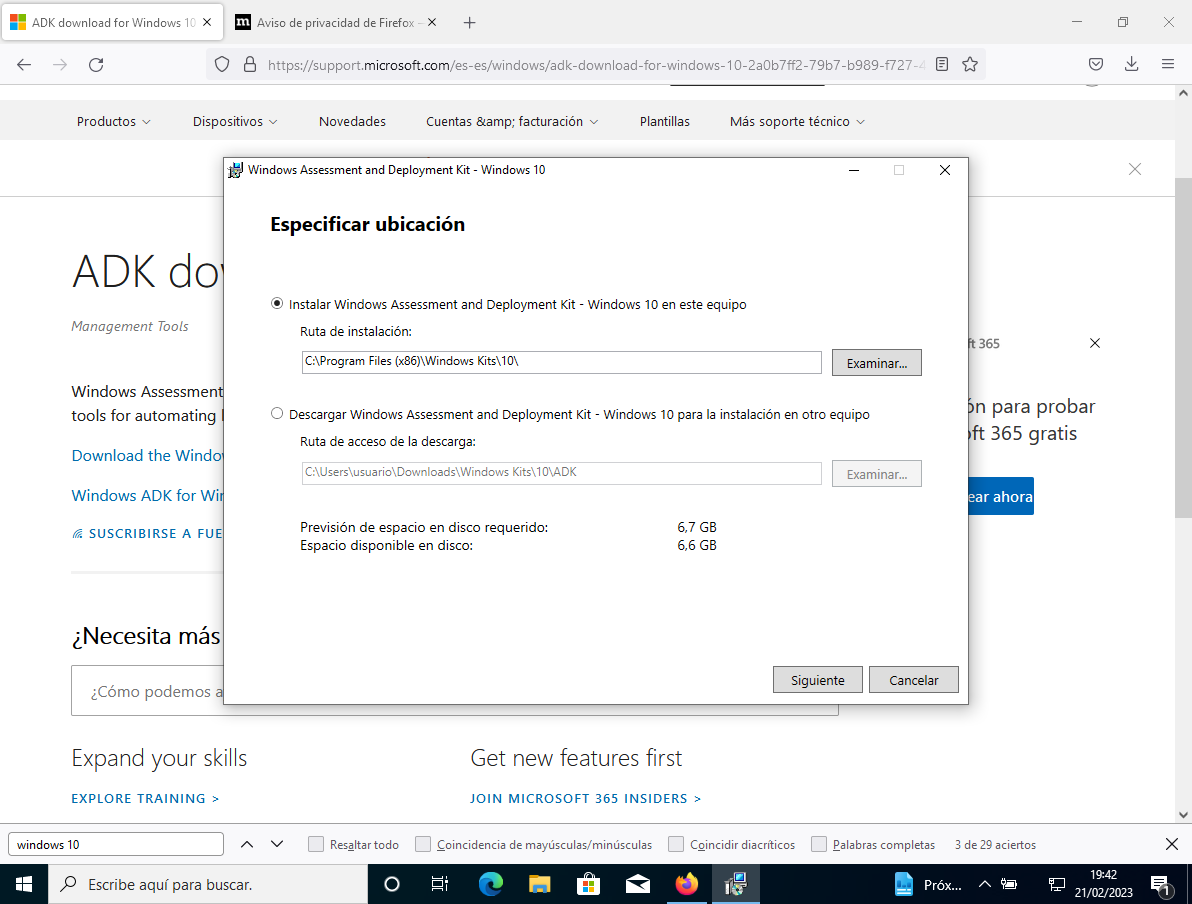 ADK download for Windows 10
Aviso de privacidad de Firefox –
https://support.microsoft.com/es-es/windows/adk-download-for-windows-10-2a0b7ff2-79b7-b989-f727-4
Productos
Dispositivos
Novedades
Cuentas &amp; facturación
Plantillas
Más soporte técnico
Windows Assessment and Deployment Kit - Windows 10
Especificar ubicación
Instalar Windows Assessment and Deployment Kit - Windows 10 en este equipo
Ruta de instalación:
C:\Program Files (x86)\Windows Kits\10\
Examinar...
Descargar Windows Assessment and Deployment Kit - Windows 10 para la instalación en otro equipo
Ruta de acceso de la descarga:
C:\Users\usuario\Downloads\Windows Kits\10\ADK
Examinar...
Previsión de espacio en disco requerido: 6,7 GB
Espacio disponible en disco: 6,6 GB
Siguiente
Cancelar
ADK do
Management Tools
Windows Assessment
tools for automating
Download the Windo
Windows ADK for Wi
SUSCRIBIRSE A FUE
ft 365
ón para probar
ft 365 gratis
ear ahora
¿Necesita más
¿Cómo podemos a
Expand your skills
EXPLORE TRAINING >
Get new features first
JOIN MICROSOFT 365 INSIDERS >
windows 10
Resaltar todo
Coincidencia de mayúsculas/minúsculas
Coincidir diacríticos
Palabras completas
3 de 29 aciertos
Escribe aquí para buscar.
Próx...
19:42
21/02/2023
1